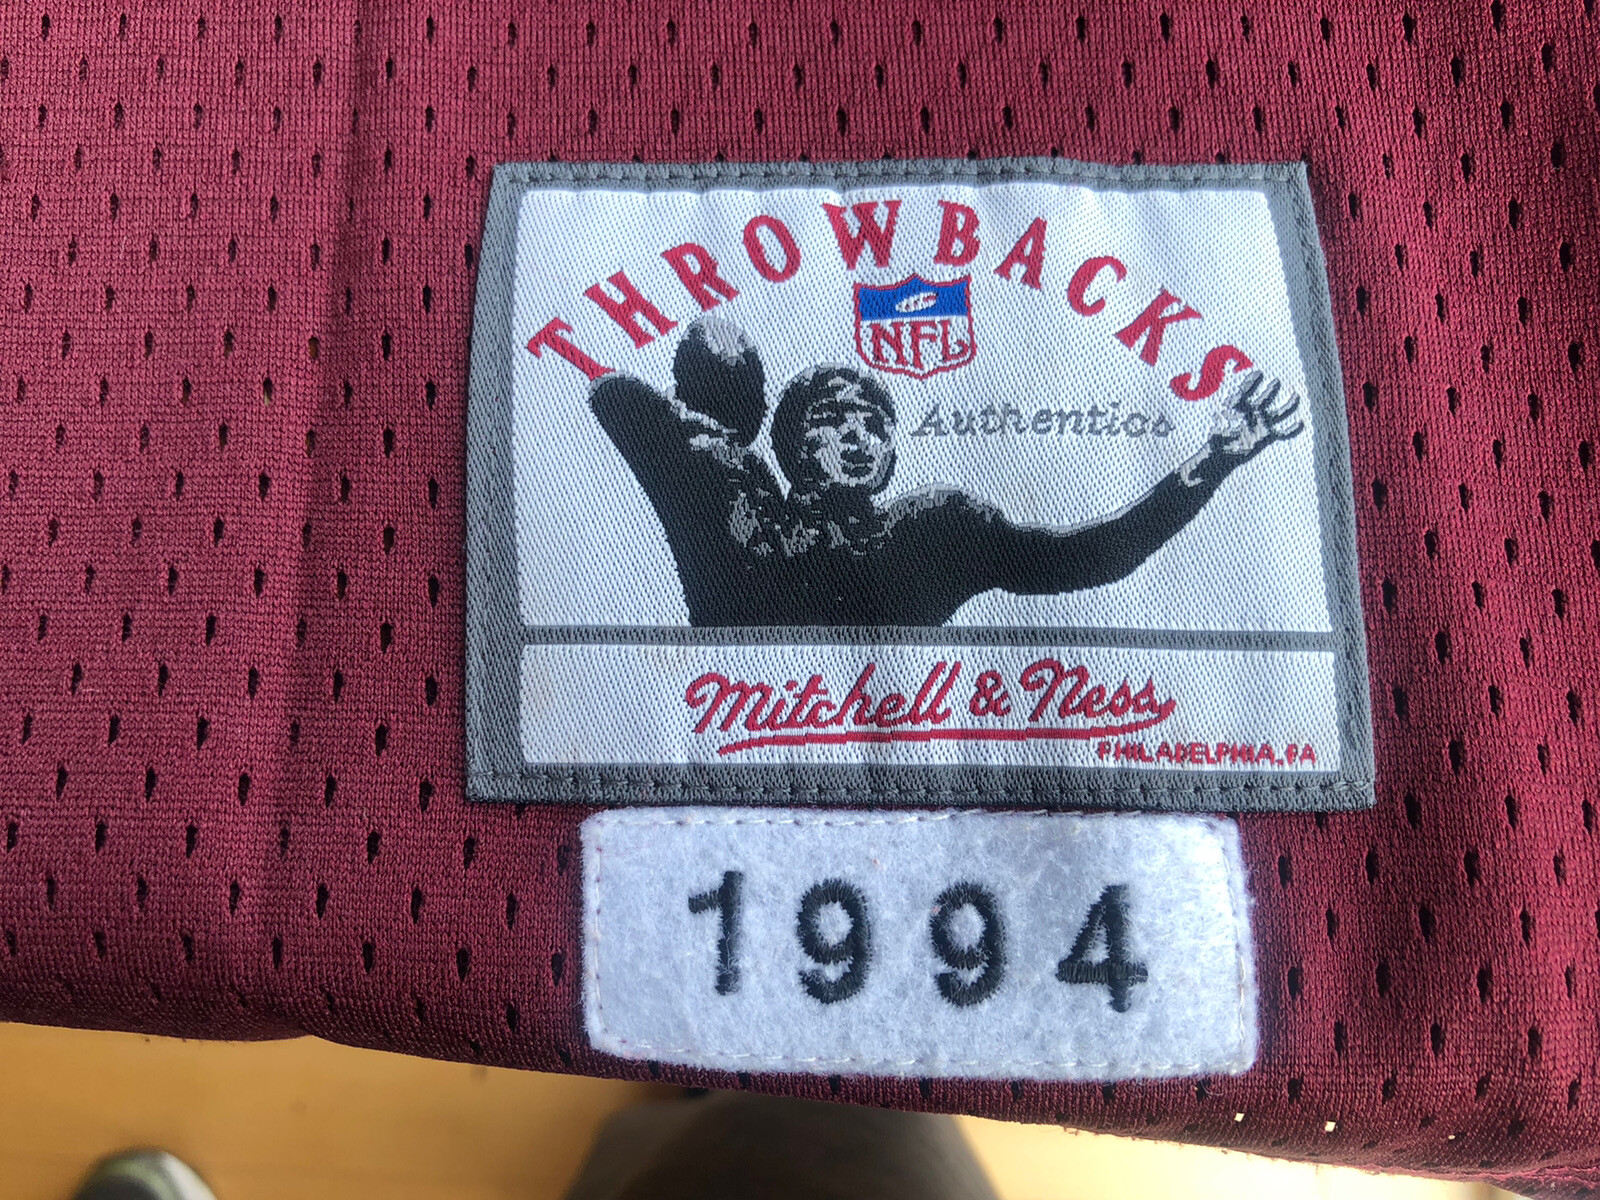 THROWBACKS
NFL
Authentics
Mitchell & Ness
PHILADELPHIA, PA
1994